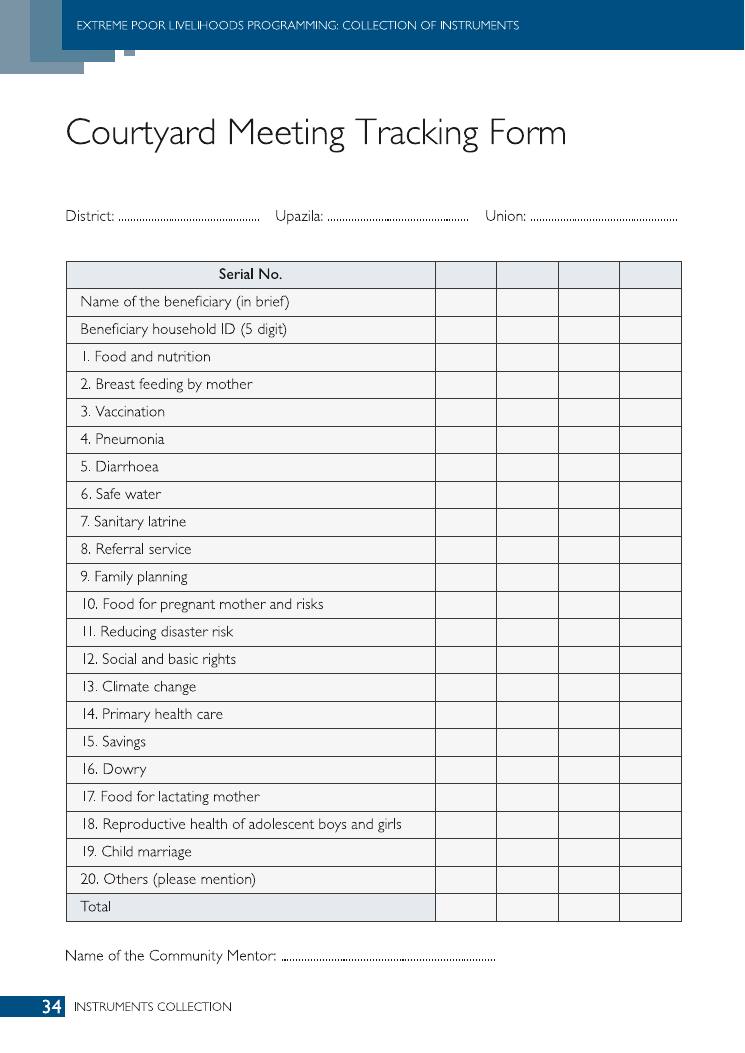 EXTREME POOR LIVELIHOODS PROGRAMMING: COLLECTION OF INSTRUMENTS
Courtyard Meeting Tracking Form
District: ................................................ Upazila: ................................................ Union: ..................................................
Serial No.
Name of the beneficiary (in brief)
Beneficiary household ID (5 digit)
1. Food and nutrition
2. Breast feeding by mother
3. Vaccination
4. Pneumonia
5. Diarrhoea
6. Safe water
7. Sanitary latrine
8. Referral service
9. Family planning
10. Food for pregnant mother and risks
11. Reducing disaster risk
12. Social and basic rights
13. Climate change
14. Primary health care
15. Savings
16. Dowry
17. Food for lactating mother
18. Reproductive health of adolescent boys and girls
19. Child marriage
20. Others (please mention)
Total
Name of the Community Mentor: ........................................................................
34 INSTRUMENTS COLLECTION